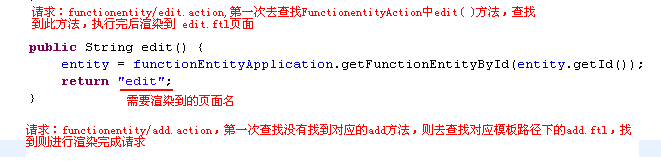 请求：functionentity/edit.action,第一次去查找FunctionentityAction中edit( )方法，查找
到此方法，执行完后渲染到 edit.ftl页面
public String edit() {
entity = functionEntityApplication.getFunctionEntityById(entity.getId());
return "edit";
}
需要渲染到的页面名
请求：functionentity/add.action，第一次查找没有找到对应的add方法，则去查找对应模板路径下的add.ftl，找
到则进行渲染完成请求